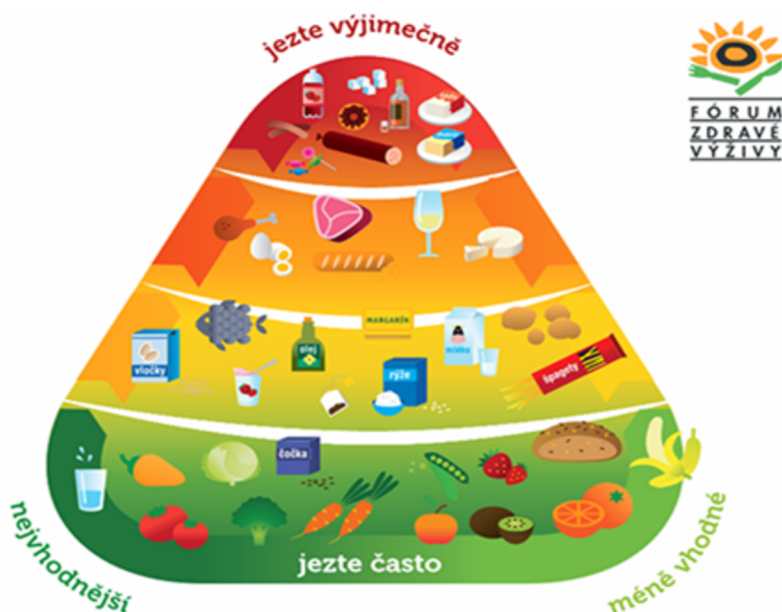 jezte výjimečně
FÓRUM
ZDRAVÉ
VÝŽIVY
MARGARÍN
olej
mléko
vločky
rýže
špagety
čočka
nejvhodnější
jezte často
méně vhodné